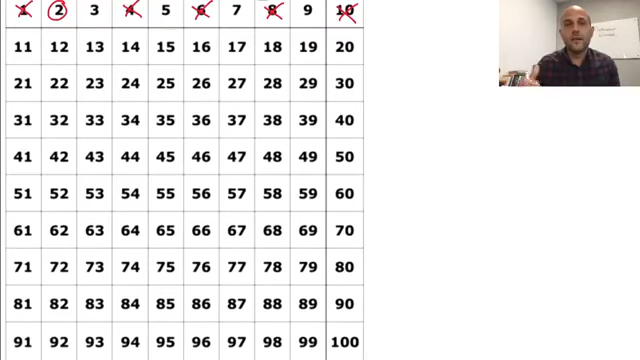 1 2 3 4 5 6 7 8 9 10
11 12 13 14 15 16 17 18 19 20
21 22 23 24 25 26 27 28 29 30
31 32 33 34 35 36 37 38 39 40
41 42 43 44 45 46 47 48 49 50
51 52 53 54 55 56 57 58 59 60
61 62 63 64 65 66 67 68 69 70
71 72 73 74 75 76 77 78 79 80
81 82 83 84 85 86 87 88 89 90
91 92 93 94 95 96 97 98 99 100